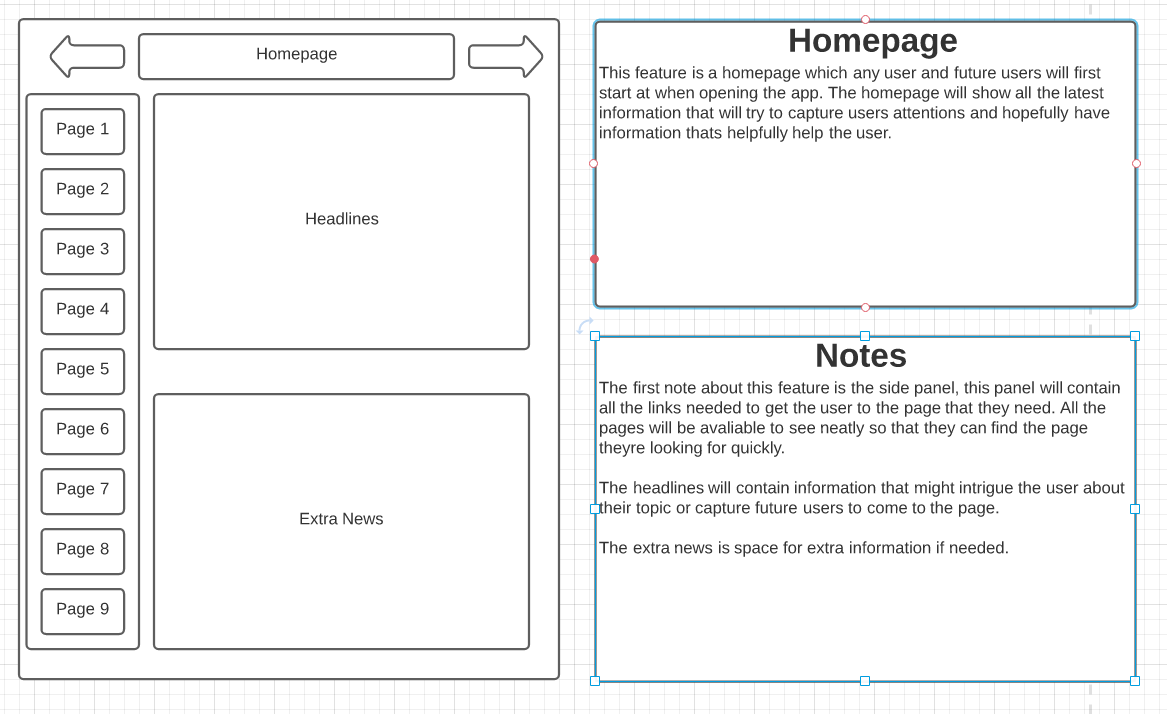 Homepage
Page 1
Page 2
Page 3
Page 4
Page 5
Page 6
Page 7
Page 8
Page 9
Headlines
Extra News
Homepage
This feature is a homepage which any user and future users will first
start at when opening the app. The homepage will show all the latest
information that will try to capture users attentions and hopefully have
information thats helpfully help the user.
Notes
The first note about this feature is the side panel, this panel will contain
all the links needed to get the user to the page that they need. All the
pages will be avaliable to see neatly so that they can find the page
theyre looking for quickly.
The headlines will contain information that might intrigue the user about
their topic or capture future users to come to the page.
The extra news is space for extra information if needed.